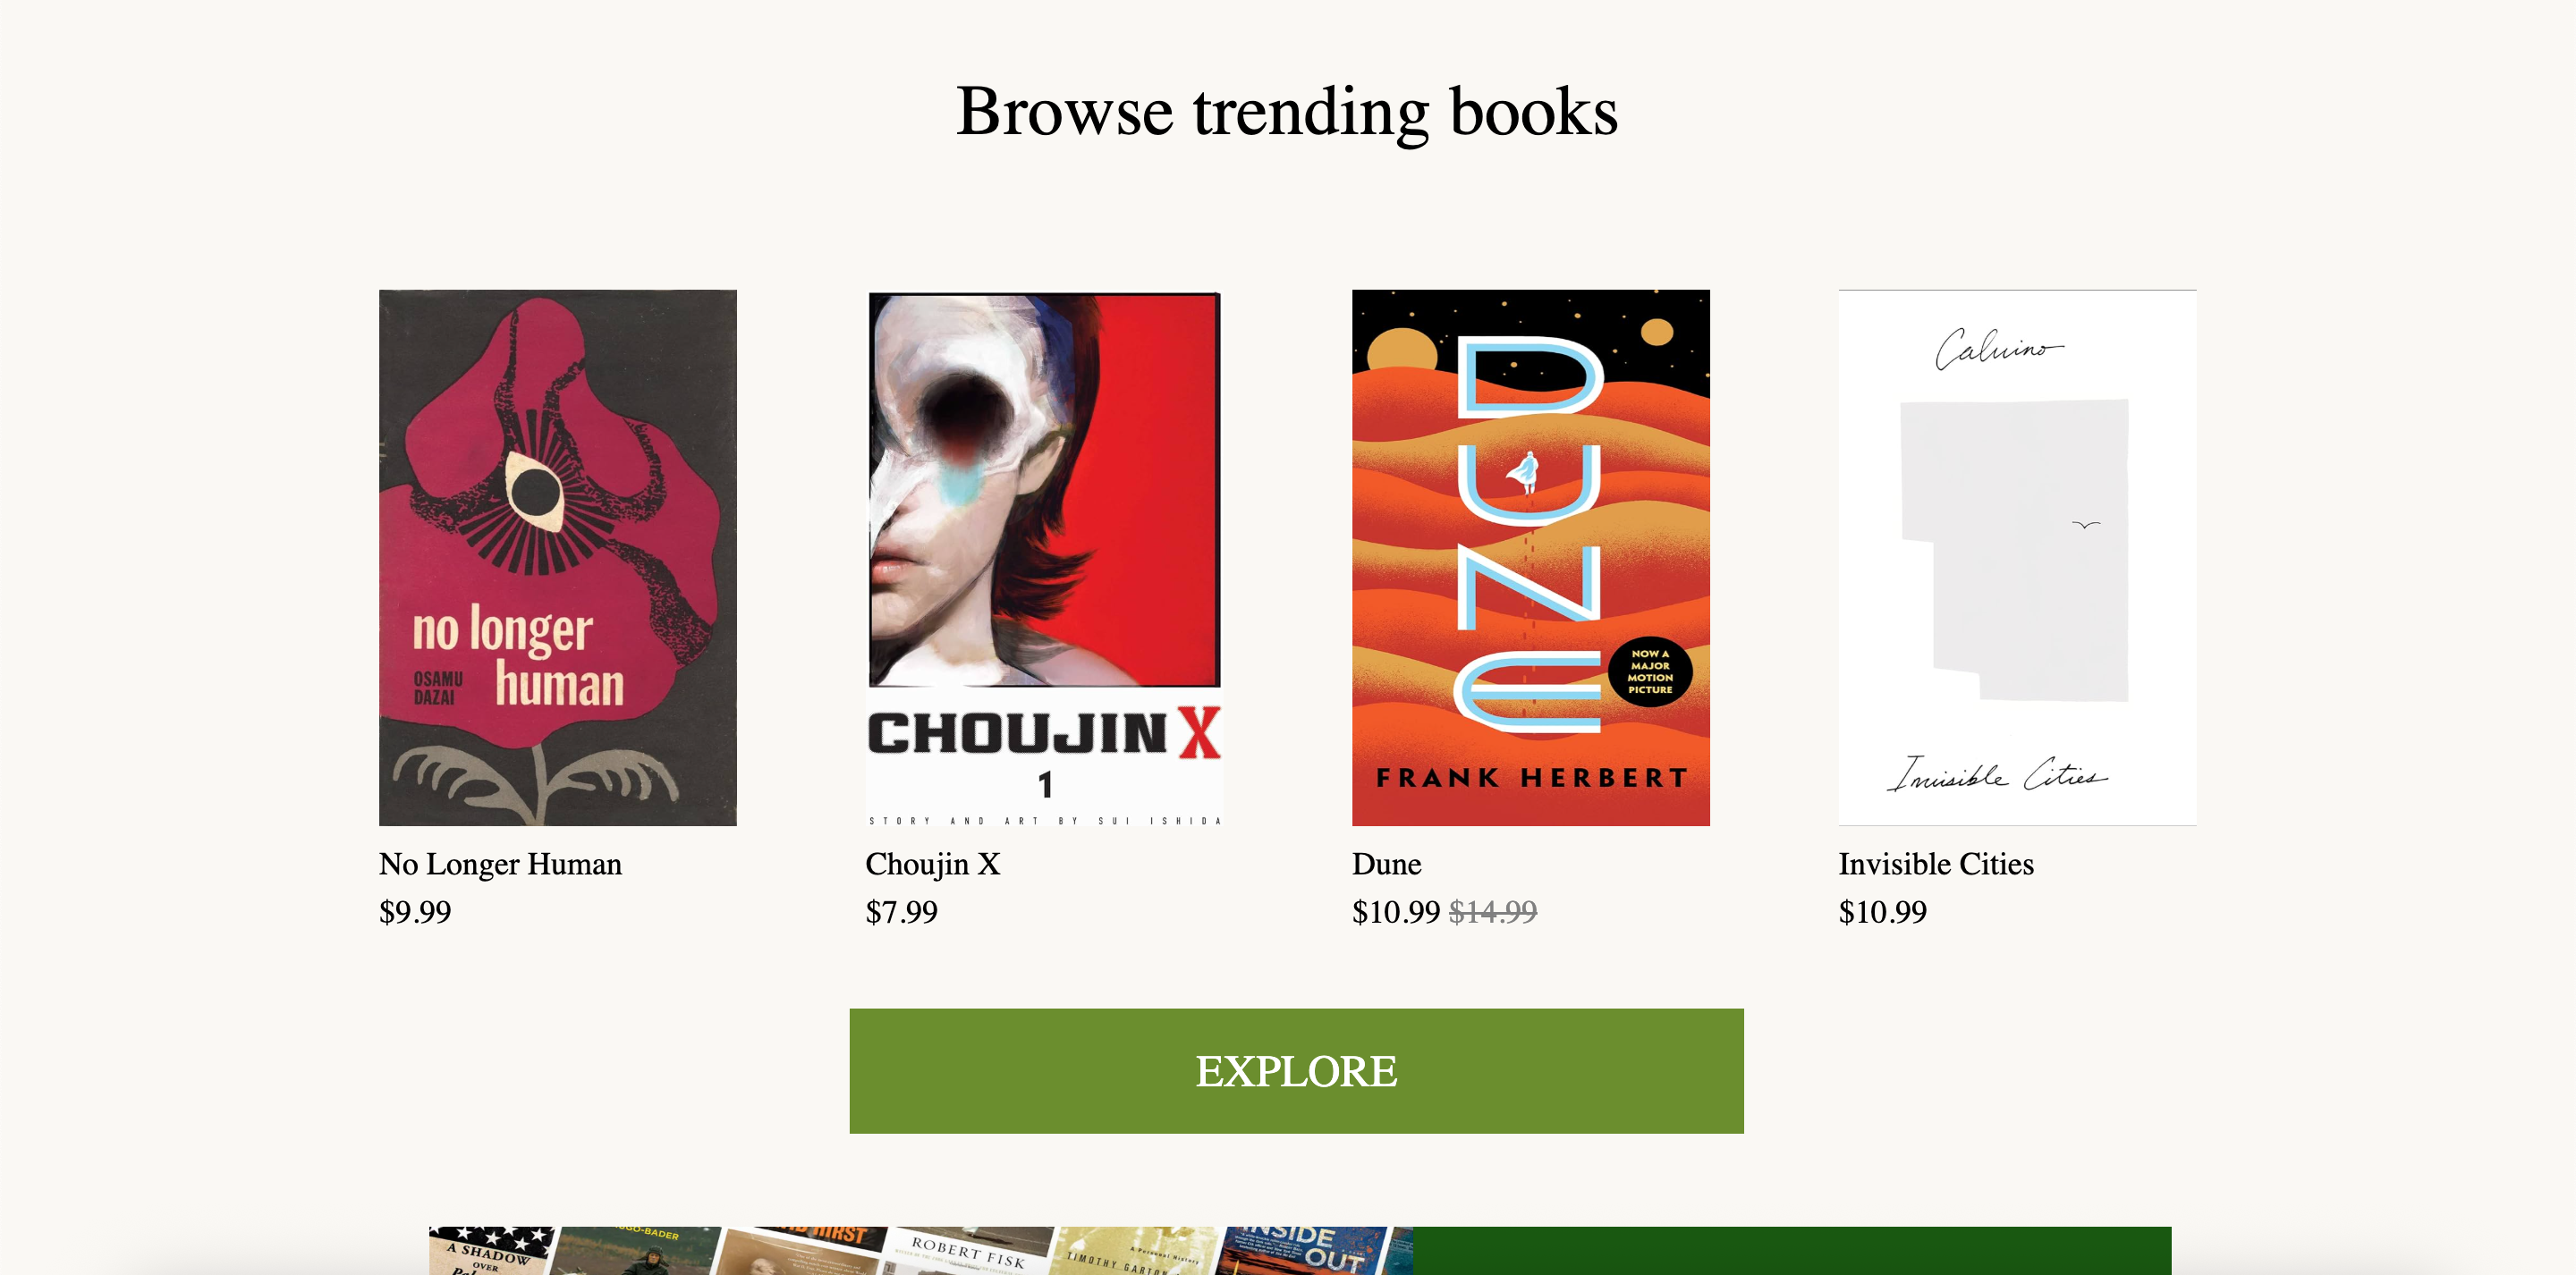 Browse trending books
no longer
human
OSAMU
DAZAI
CHOUJIN X
1
STORY AND ART BY SUI ISHIDA
DUNE
NOW A
MAJOR
MOTION
PICTURE
FRANK HERBERT
Calvino
Invisible Cities
No Longer Human
$9.99
Choujin X
$7.99
Dune
$10.99 $14.99
Invisible Cities
$10.99
EXPLORE
A SHADOW
OVER
GO-BADER
HIRST
ROBERT FISK
A Personal History
TIMOTHY GARTON
INSIDE
OUT